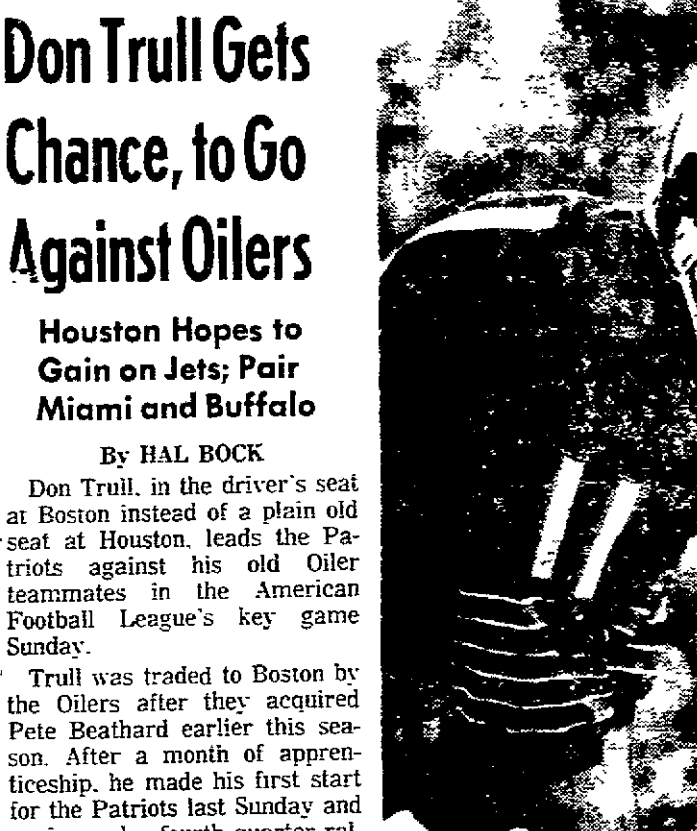 Don Trull Gets
Chance, to Go
Against Oilers
Houston Hopes to
Gain on Jets; Pair
Miami and Buffalo
By HAL BOCK
Don Trull, in the driver's seat
at Boston instead of a plain old
seat at Houston, leads the Pa-
triots against his old Oiler
teammates in the American
Football League's key game
Sunday.
Trull was traded to Boston by
the Oilers after they acquired
Pete Beathard earlier this sea-
son. After a month of appren-
ticeship, he made his first start
for the Patriots last Sunday and
fourth quarter